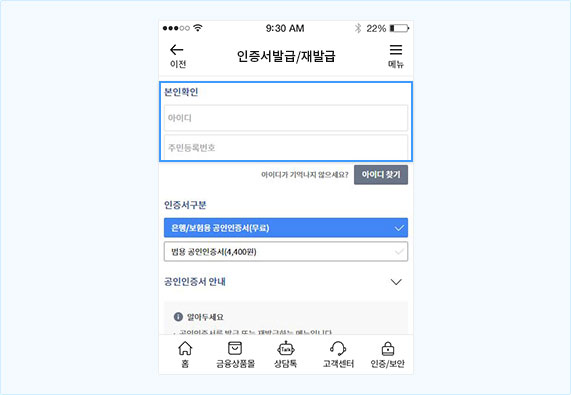 9:30 AM
22%
이전
인증서발급/재발급
메뉴
본인확인
아이디
주민등록번호
아이디가 기억나지 않으세요?
아이디 찾기
인증서구분
은행/보험용 공인인증서(무료)
범용 공인인증서(4,400원)
공인인증서 안내
알아두세요
· 공인인증서를 발급 또는 재발급하는 메뉴입니다
홈
금융상품몰
Talk
상담톡
고객센터
인증/보안